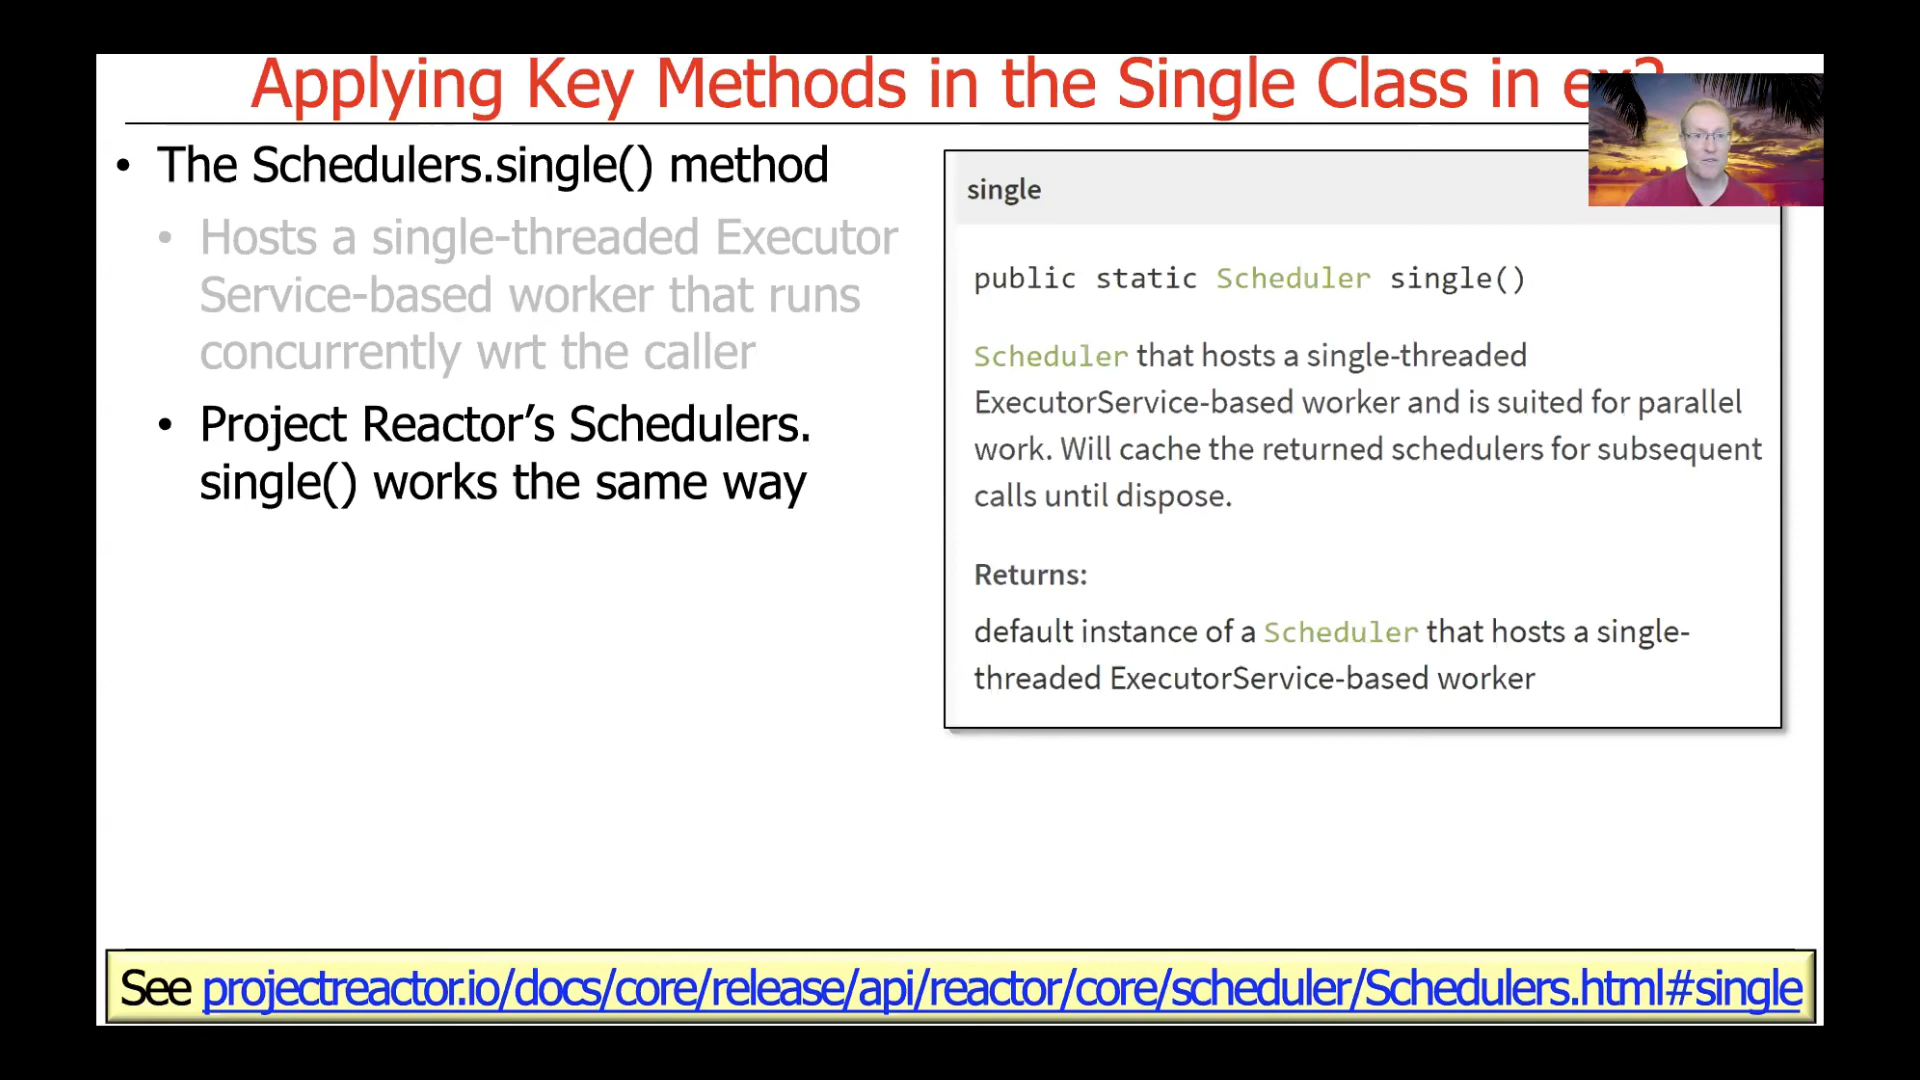 Applying Key Methods in the Single Class in
• The Schedulers.single() method
• Hosts a single-threaded Executor
Service-based worker that runs
concurrently wrt the caller
• Project Reactor’s Schedulers.
single() works the same way
single
public static Scheduler single()
Scheduler that hosts a single-threaded
ExecutorService-based worker and is suited for parallel
work. Will cache the returned schedulers for subsequent
calls until dispose.
Returns:
default instance of a Scheduler that hosts a single-
threaded ExecutorService-based worker
See projectreactor.io/docs/core/release/api/reactor/core/scheduler/Schedulers.html#single